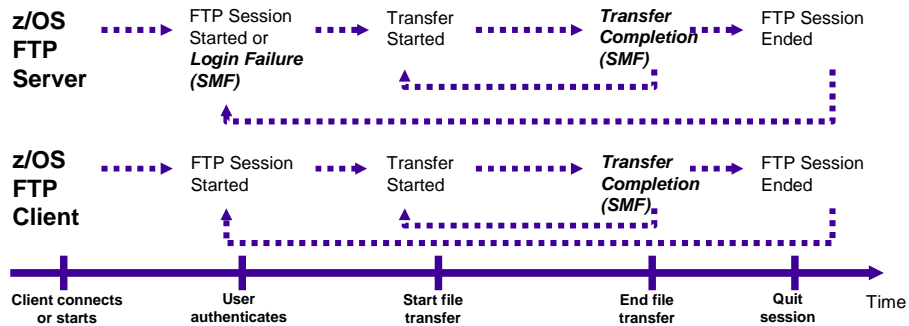 z/OS
FTP
Server
FTP Session
Started or
Login Failure
(SMF)
Transfer
Started
Transfer
Completion
(SMF)
FTP Session
Ended
z/OS
FTP
Client
FTP Session
Started
Transfer
Started
Transfer
Completion
(SMF)
FTP Session
Ended
Client connects
or starts
User
authenticates
Start file
transfer
End file
transfer
Quit
session
Time